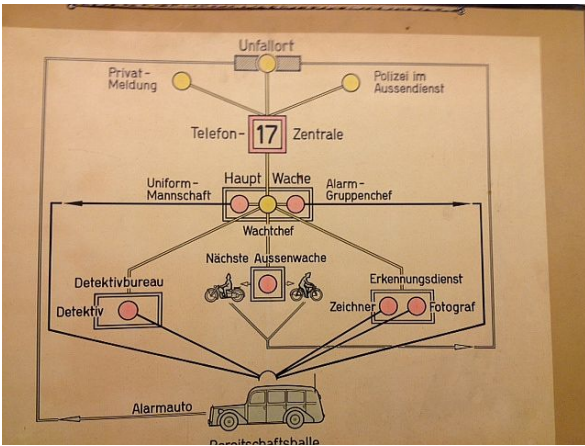 Unfallort
Privat-
Meldung
Polizei im
Aussendienst
Telefon- 17 Zentrale
Haupt Wache
Uniform-
Mannschaft
Alarm-
Gruppenchef
Wachtchef
Nächste Aussenwache
Detektivbureau
Detektiv
Erkennungsdienst
Zeichner Fotograf
Alarmauto
Bereitschaftshalle